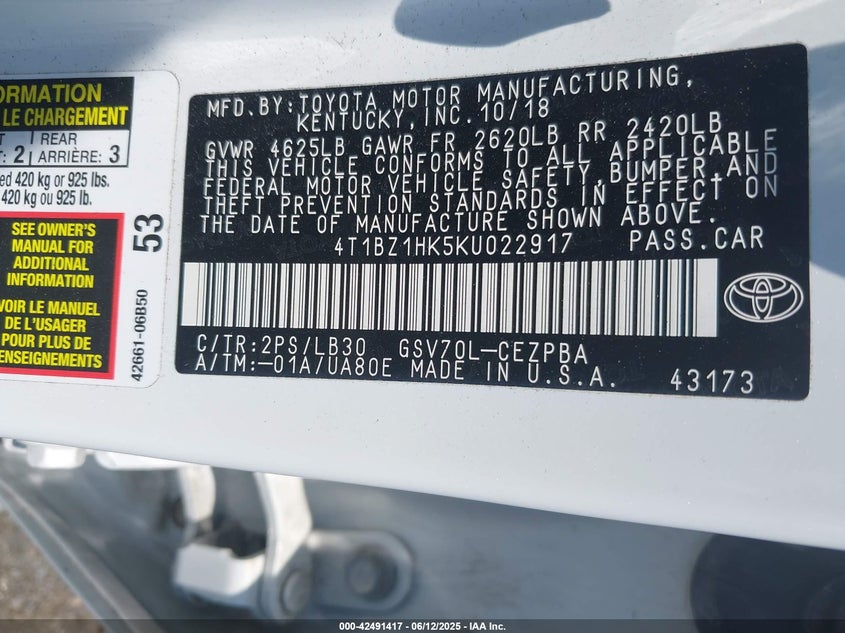 ORMATION
LE CHARGEMENT
REAR
: 2 ARRIÈRE: 3
ed 420 kg or 925 lbs.
420 kg ou 925 lb.
SEE OWNER'S
MANUAL FOR
ADDITIONAL
INFORMATION
VOIR LE MANUEL
DE L'USAGER
POUR PLUS DE
RENSEIGNEMENTS
53
42661-06B50
MFD.BY:TOYOTA MOTOR MANUFACTURING,
KENTUCKY,INC.10/18
GVWR 4625LB GAWR FR 2620LB RR 2420LB
THIS VEHICLE CONFORMS TO ALL APPLICABLE
FEDERAL MOTOR VEHICLE SAFETY,BUMPER,AND
THEFT PREVENTION STANDARDS IN EFFECT ON
THE DATE OF MANUFACTURE SHOWN ABOVE.
4T1BZ1HK5KU022917 PASS.CAR
C/TR:2PS/LB30 GSV70L-CEZPBA
A/TM:-01A/UA80E MADE IN U.S.A. 43173
000-42491417 - 06/12/2025 - IAA Inc.